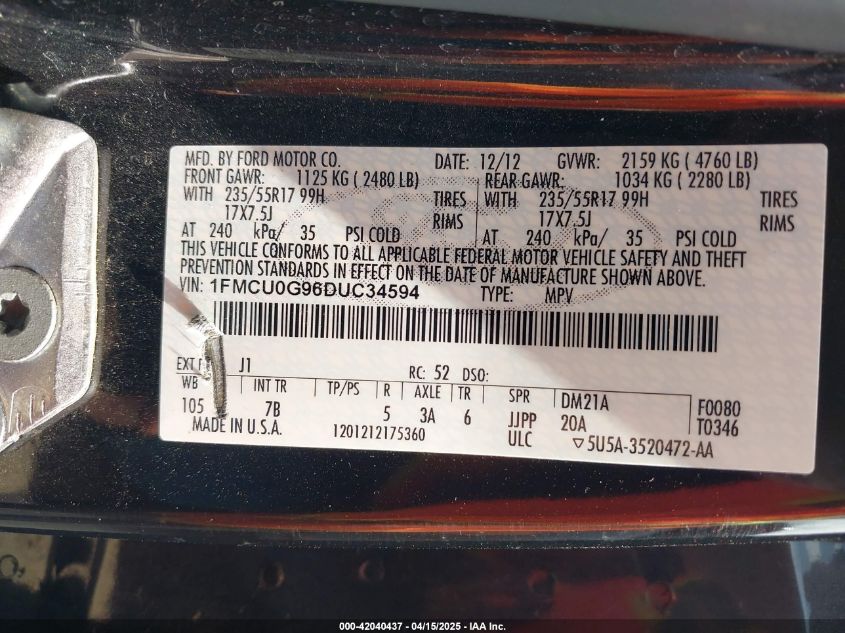 MFD. BY FORD MOTOR CO. DATE: 12/12 GVWR: 2159 KG ( 4760 LB)
FRONT GAWR: 1125 KG ( 2480 LB) REAR GAWR: 1034 KG ( 2280 LB)
WITH 235/55R17 99H TIRES WITH 235/55R17 99H TIRES
17X7.5J RIMS 17X7.5J RIMS
AT 240 kPa/ 35 PSI COLD AT 240 kPa/ 35 PSI COLD
THIS VEHICLE CONFORMS TO ALL APPLICABLE FEDERAL MOTOR VEHICLE SAFETY AND THEFT
PREVENTION STANDARDS IN EFFECT ON THE DATE OF MANUFACTURE SHOWN ABOVE.
VIN: 1FMCU0G96DUC34594 TYPE: MPV
EXT J1 RC: 52 DSO:
WB INT TR TP/PS R AXLE TR SPR DM21A F0080
105 7B 5 3A 6 JJPP 20A T0346
MADE IN U.S.A. 1201212175360 ULC 5U5A-3520472-AA
000-42040437 - 04/15/2025 - IAA Inc.